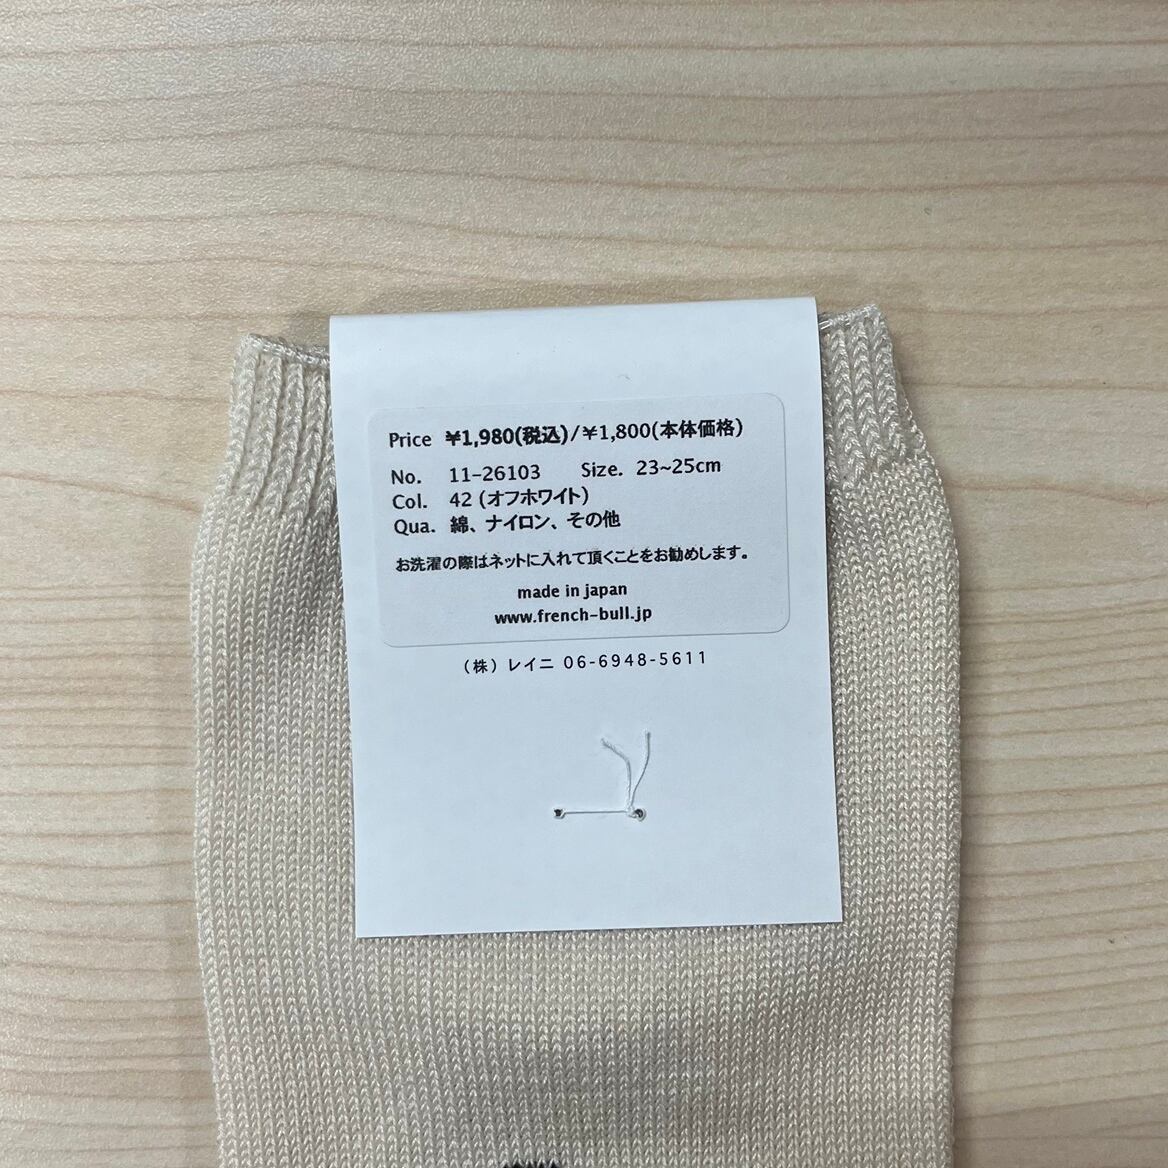 Price ¥1,980(税込)/¥1,800(本体価格)
No. 11-26103 Size. 23~25cm
Col. 42 (オフホワイト)
Qua. 綿、ナイロン、その他
お洗濯の際はネットに入れて頂くことをお勧めします。
made in japan
www.french-bull.jp
（株）レイニ 06-6948-5611